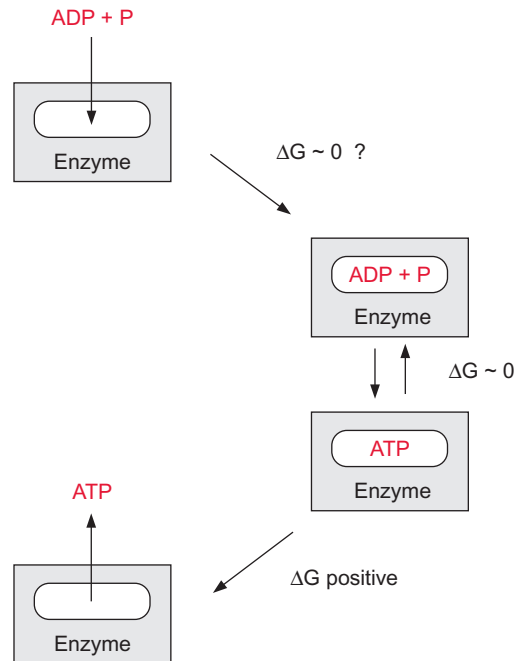 ADP + P
Enzyme
ΔG ~ 0 ?
ADP + P
Enzyme
ΔG ~ 0
ATP
Enzyme
ATP
ΔG positive
Enzyme